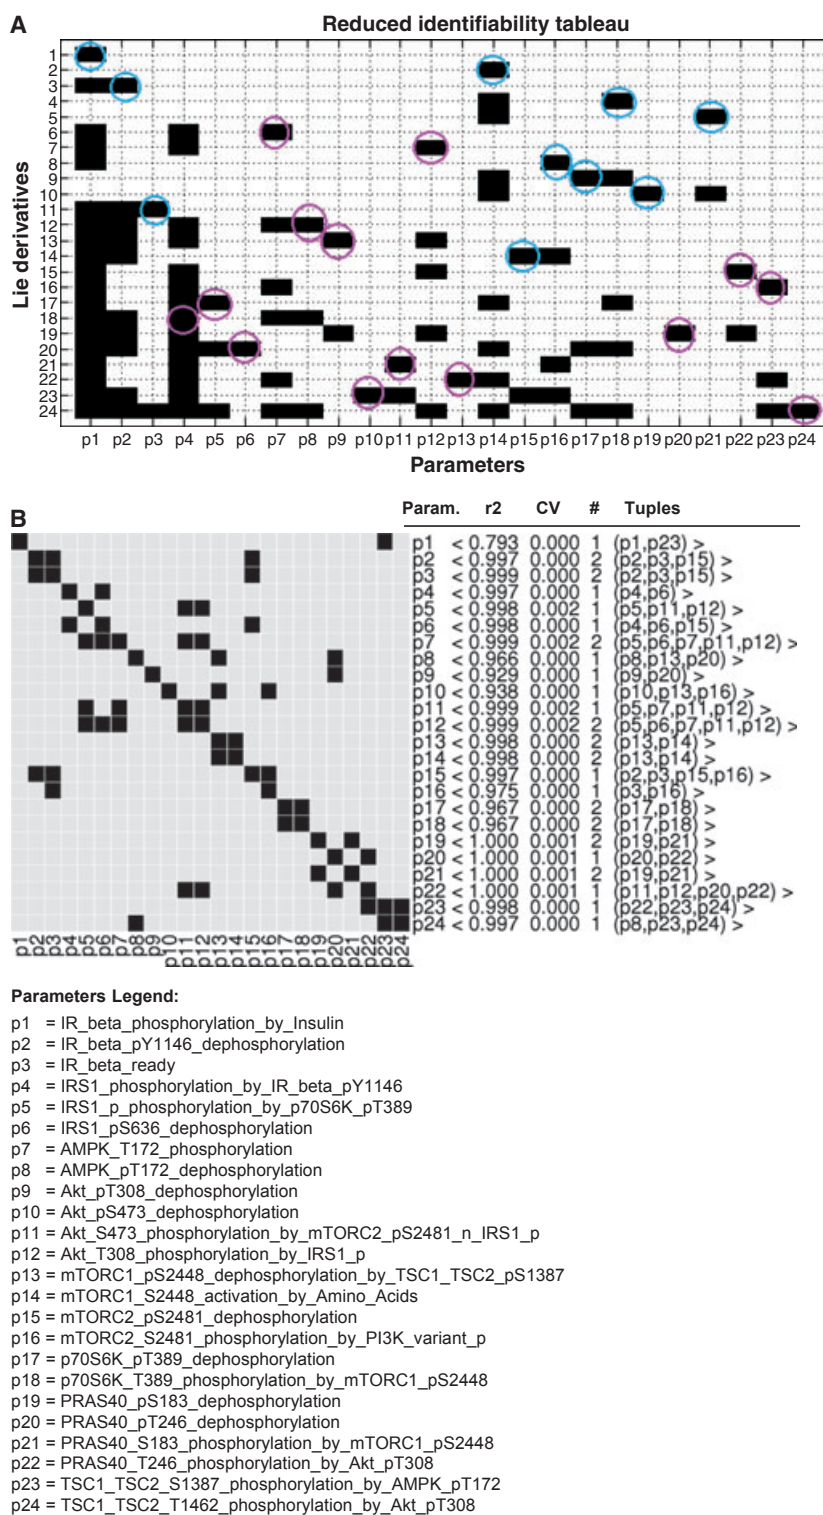 A
Reduced identifiability tableau
Lie derivatives
1
2
3
4
5
6
7
8
9
10
11
12
13
14
15
16
17
18
19
20
21
22
23
24
p1 p2 p3 p4 p5 p6 p7 p8 p9 p10 p11 p12 p13 p14 p15 p16 p17 p18 p19 p20 p21 p22 p23 p24
Parameters
B
Param. r2 CV # Tuples
p1 < 0.793 0.000 1 (p1,p23) >
p2 < 0.997 0.000 2 (p2,p3,p15) >
p3 < 0.999 0.000 2 (p2,p3,p15) >
p4 < 0.997 0.000 1 (p4,p6) >
p5 < 0.998 0.002 1 (p5,p11,p12) >
p6 < 0.998 0.000 1 (p4,p6,p15) >
p7 < 0.999 0.002 2 (p5,p6,p7,p11,p12) >
p8 < 0.966 0.000 1 (p8,p13,p20) >
p9 < 0.929 0.000 1 (p9,p20) >
p10 < 0.938 0.000 1 (p10,p13,p16) >
p11 < 0.999 0.002 1 (p5,p7,p11,p12) >
p12 < 0.999 0.002 2 (p5,p6,p7,p11,p12) >
p13 < 0.998 0.000 2 (p13,p14) >
p14 < 0.998 0.000 2 (p13,p14) >
p15 < 0.997 0.000 1 (p2,p3,p15,p16) >
p16 < 0.975 0.000 1 (p3,p16) >
p17 < 0.967 0.000 2 (p17,p18) >
p18 < 0.967 0.000 2 (p17,p18) >
p19 < 1.000 0.001 2 (p19,p21) >
p20 < 1.000 0.001 1 (p20,p22) >
p21 < 1.000 0.001 2 (p19,p21) >
p22 < 1.000 0.001 1 (p11,p12,p20,p22) >
p23 < 0.998 0.000 1 (p22,p23,p24) >
p24 < 0.997 0.000 1 (p8,p23,p24) >
p1 p2 p3 p4 p5 p6 p7 p8 p9 p10 p11 p12 p13 p14 p15 p16 p17 p18 p19 p20 p21 p22 p23 p24
Parameters Legend:
p1 = IR_beta_phosphorylation_by_Insulin
p2 = IR_beta_pY1146_dephosphorylation
p3 = IR_beta_ready
p4 = IRS1_phosphorylation_by_IR_beta_pY1146
p5 = IRS1_p_phosphorylation_by_p70S6K_pT389
p6 = IRS1_pS636_dephosphorylation
p7 = AMPK_T172_phosphorylation
p8 = AMPK_pT172_dephosphorylation
p9 = Akt_pT308_dephosphorylation
p10 = Akt_pS473_dephosphorylation
p11 = Akt_S473_phosphorylation_by_mTORC2_pS2481_n_IRS1_p
p12 = Akt_T308_phosphorylation_by_IRS1_p
p13 = mTORC1_pS2448_dephosphorylation_by_TSC1_TSC2_pS1387
p14 = mTORC1_S2448_activation_by_Amino_Acids
p15 = mTORC2_pS2481_dephosphorylation
p16 = mTORC2_S2481_phosphorylation_by_PI3K_variant_p
p17 = p70S6K_pT389_dephosphorylation
p18 = p70S6K_T389_phosphorylation_by_mTORC1_pS2448
p19 = PRAS40_pS183_dephosphorylation
p20 = PRAS40_pT246_dephosphorylation
p21 = PRAS40_S183_phosphorylation_by_mTORC1_pS2448
p22 = PRAS40_T246_phosphorylation_by_Akt_pT308
p23 = TSC1_TSC2_S1387_phosphorylation_by_AMPK_pT172
p24 = TSC1_TSC2_T1462_phosphorylation_by_Akt_pT308